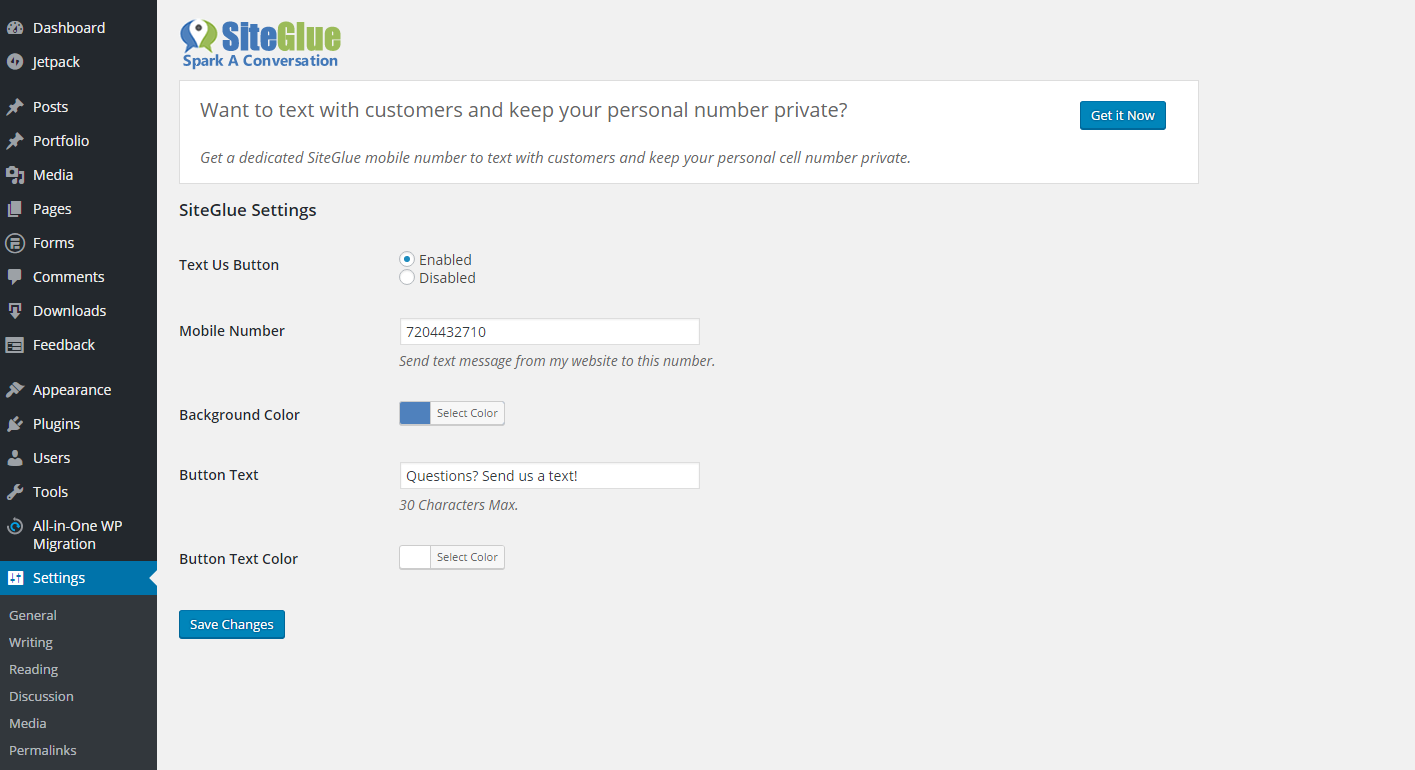 Dashboard
Jetpack
Posts
Portfolio
Media
Pages
Forms
Comments
Downloads
Feedback
Appearance
Plugins
Users
Tools
All-in-One WP
Migration
Settings
General
Writing
Reading
Discussion
Media
Permalinks
SiteGlue
Spark A Conversation
Want to text with customers and keep your personal number private?
Get it Now
Get a dedicated SiteGlue mobile number to text with customers and keep your personal cell number private.
SiteGlue Settings
Text Us Button
Enabled
Disabled
Mobile Number
7204432710
Send text message from my website to this number.
Background Color
Select Color
Button Text
Questions? Send us a text!
30 Characters Max.
Button Text Color
Select Color
Save Changes